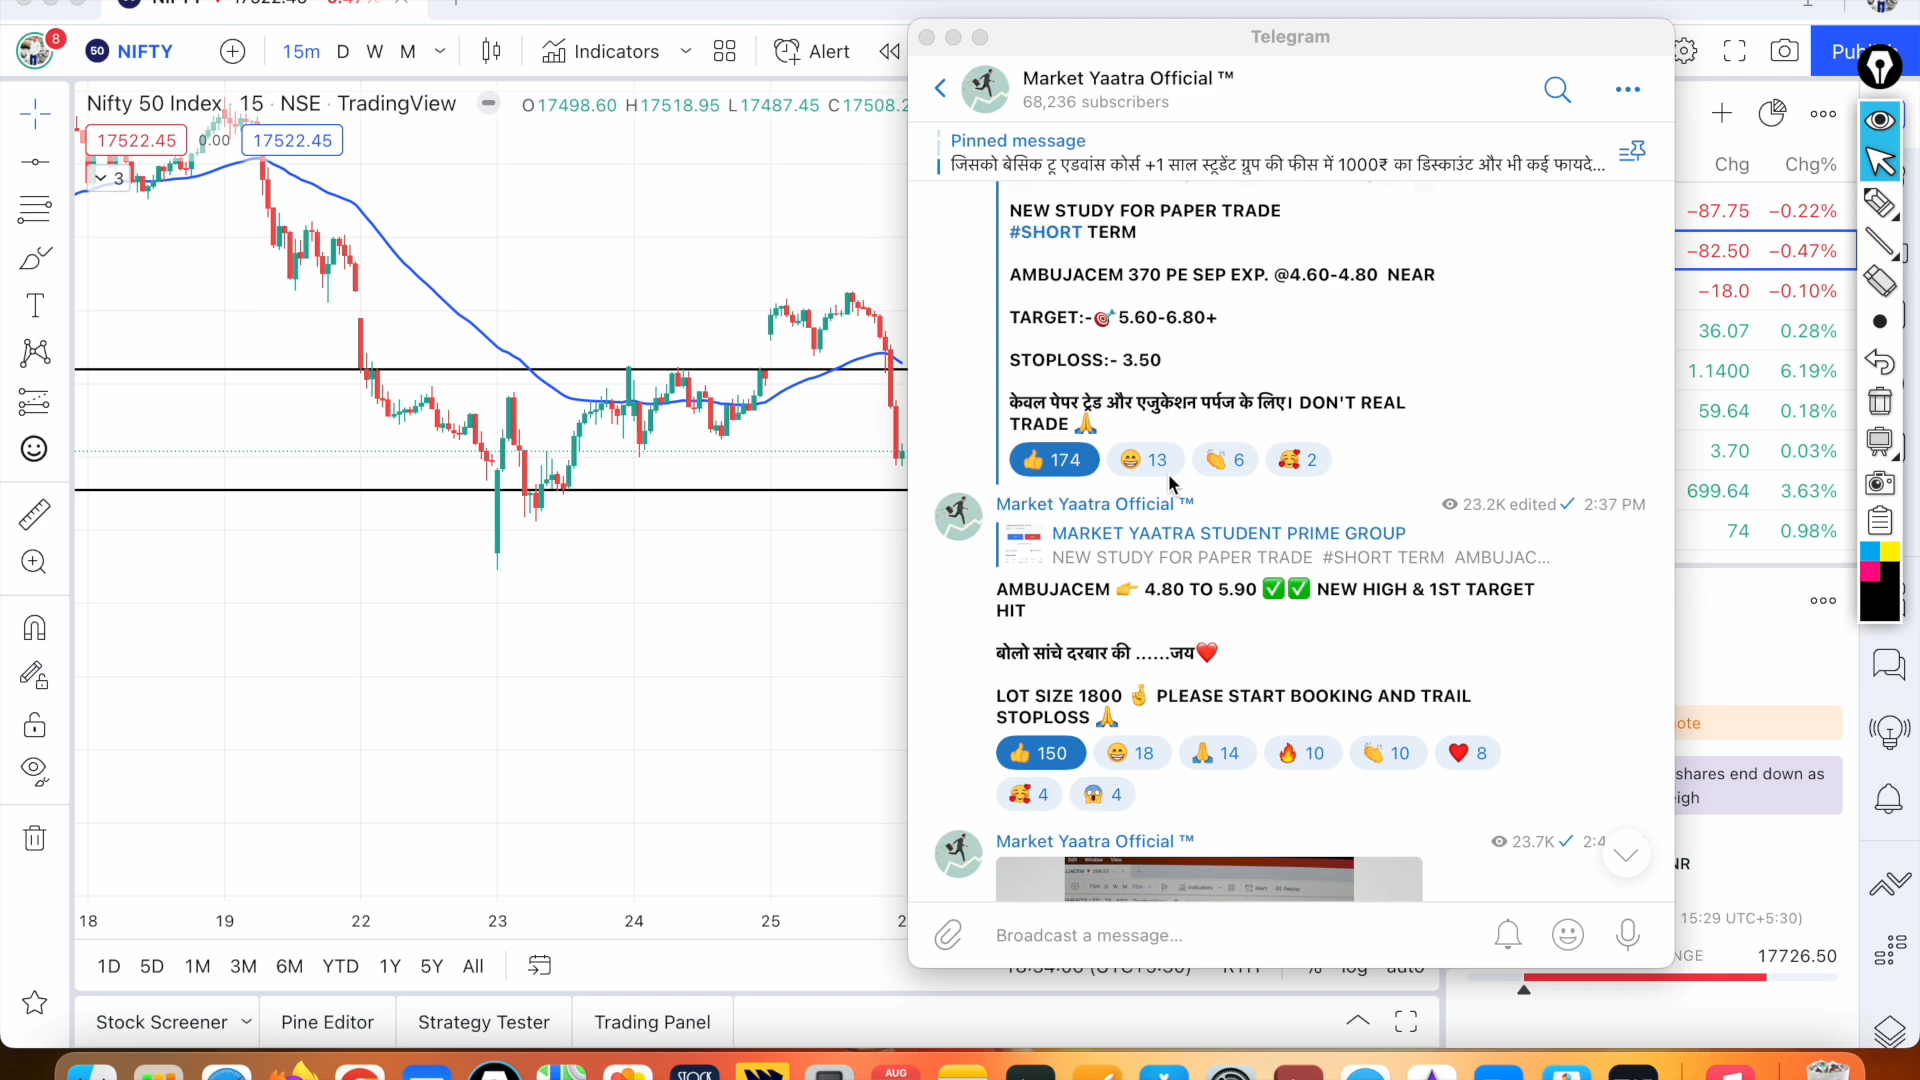 NIFTY
15m D W M
Indicators
Alert
8
50
Nifty 50 Index · 15 · NSE · TradingView
O17498.60 H17518.95 L17487.45 C17508.2
17522.45
0.00
17522.45
3
18
19
22
23
24
25
1D 5D 1M 3M 6M YTD 1Y 5Y All
Stock Screener
Pine Editor
Strategy Tester
Trading Panel
Telegram
Market Yaatra Official ™
68,236 subscribers
Pinned message
जिसको बेसिक टू एडवांस कोर्स +1 साल स्टूडेंट ग्रुप की फीस में 1000₹ का डिस्काउंट और भी कई फायदे...
NEW STUDY FOR PAPER TRADE
#SHORT TERM
AMBUJACEM 370 PE SEP EXP. @4.60-4.80 NEAR
TARGET:-🎯 5.60-6.80+
STOPLOSS:- 3.50
केवल पेपर ट्रेड और एजुकेशन पर्पज के लिए। DON'T REAL
TRADE 🙏
👍 174 😁 13 👏 6 🥰 2
Market Yaatra Official ™
23.2K edited 2:37 PM
MARKET YAATRA STUDENT PRIME GROUP
NEW STUDY FOR PAPER TRADE #SHORT TERM AMBUJAC...
AMBUJACEM 👉 4.80 TO 5.90 ✅✅ NEW HIGH & 1ST TARGET
HIT
बोलो सांचे दरबार की ......जय❤️
LOT SIZE 1800 🤞 PLEASE START BOOKING AND TRAIL
STOPLOSS 🙏
👍 150 😁 18 🙏 14 🔥 10 👏 10 ❤️ 8
🥰 4 😱 4
Market Yaatra Official ™
23.7K
Broadcast a message...
Chg Chg%
−87.75 −0.22%
−82.50 −0.47%
−18.0 −0.10%
36.07 0.28%
1.1400 6.19%
59.64 0.18%
3.70 0.03%
699.64 3.63%
74 0.98%
shares end down as
15:29 UTC+5:30)
17726.50
AUG
STOCK